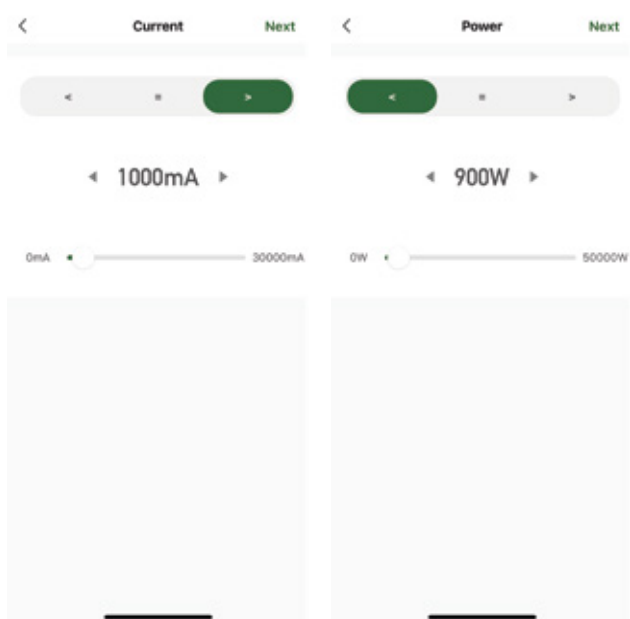 < Current Next
< = >
◀ 1000mA ▶
0mA 30000mA
< Power Next
< = >
◀ 900W ▶
0W 50000W